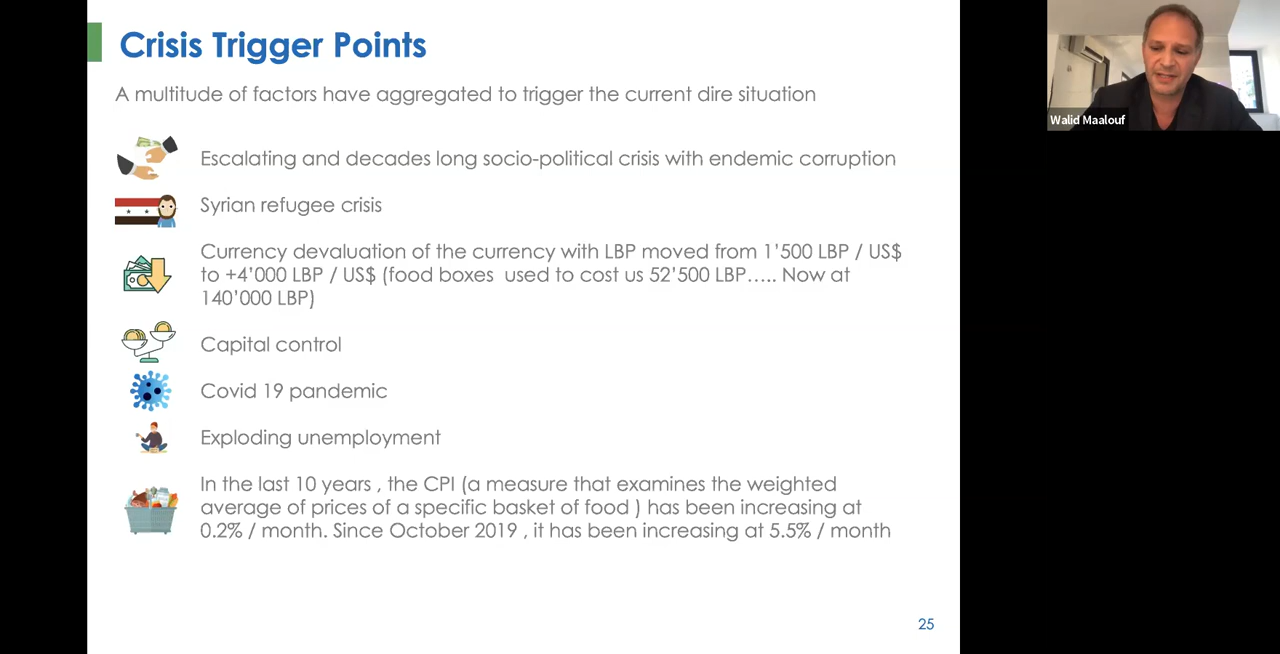 Crisis Trigger Points
A multitude of factors have aggregated to trigger the current dire situation
Escalating and decades long socio-political crisis with endemic corruption
Syrian refugee crisis
Currency devaluation of the currency with LBP moved from 1’500 LBP / US$
to +4’000 LBP / US$ (food boxes used to cost us 52’500 LBP….. Now at
140’000 LBP)
Capital control
Covid 19 pandemic
Exploding unemployment
In the last 10 years , the CPI (a measure that examines the weighted
average of prices of a specific basket of food ) has been increasing at
0.2% / month. Since October 2019 , it has been increasing at 5.5% / month
25
Walid Maalouf